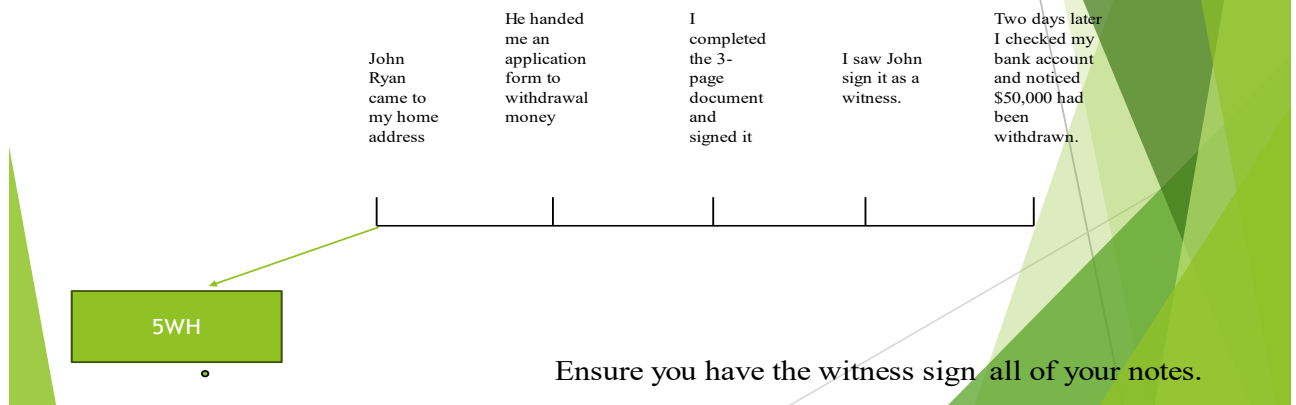 John
Ryan
came to
my home
address
He handed
me an
application
form to
withdrawal
money
I
completed
the 3-
page
document
and
signed it
I saw John
sign it as a
witness.
Two days later
I checked my
bank account
and noticed
$50,000 had
been
withdrawn.
5WH
Ensure you have the witness sign all of your notes.